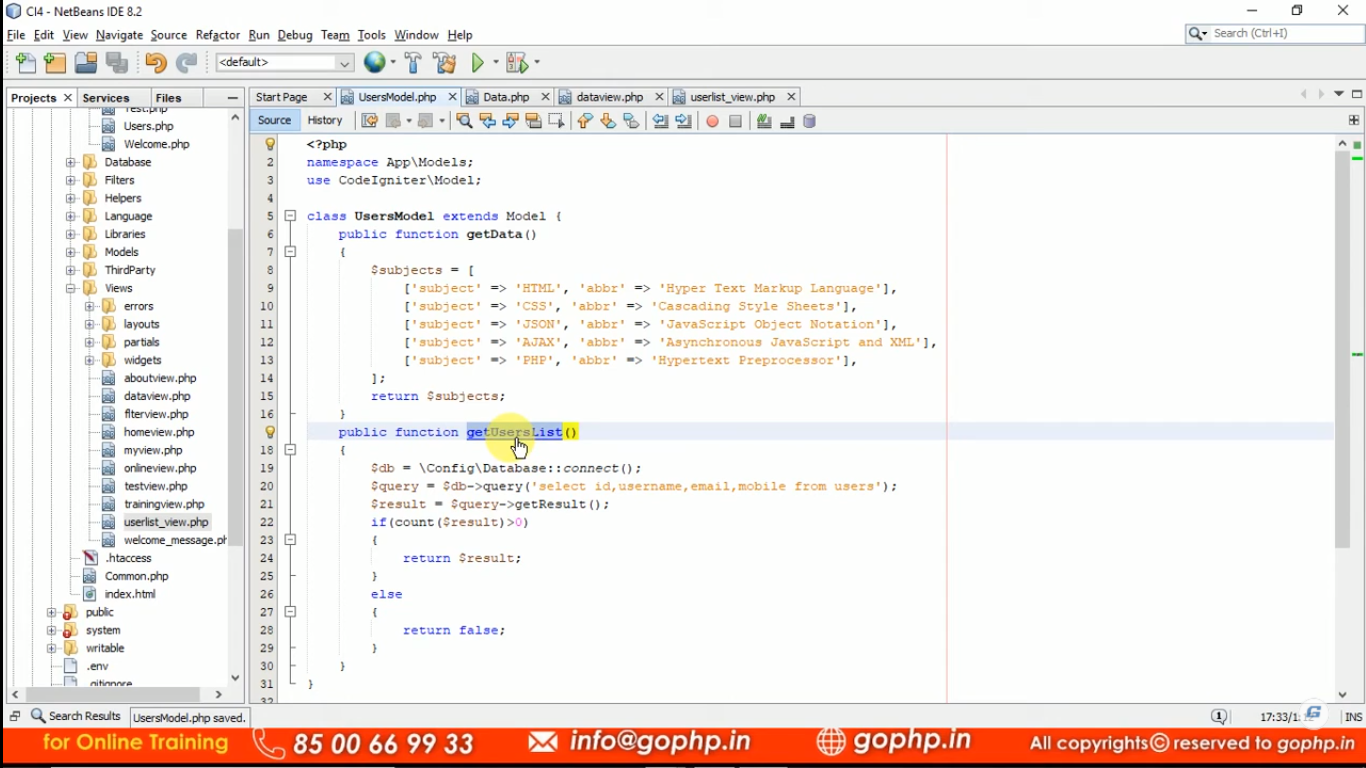 CI4 - NetBeans IDE 8.2
File Edit View Navigate Source Refactor Run Debug Team Tools Window Help
Search (Ctrl+I)
<default>
Projects Services Files
Start Page UsersModel.php Data.php dataview.php userlist_view.php
Source History
Test.php
Users.php
Welcome.php
Database
Filters
Helpers
Language
Libraries
Models
ThirdParty
Views
errors
layouts
partials
widgets
aboutview.php
dataview.php
flterview.php
homeview.php
myview.php
onlineview.php
testview.php
trainingview.php
userlist_view.php
welcome_message.ph
.htaccess
Common.php
index.html
public
system
writable
.env
.gitignore
<?php
2 namespace App\Models;
3 use CodeIgniter\Model;
4
5 class UsersModel extends Model {
6 public function getData()
7 {
8 $subjects = [
9 ['subject' => 'HTML', 'abbr' => 'Hyper Text Markup Language'],
10 ['subject' => 'CSS', 'abbr' => 'Cascading Style Sheets'],
11 ['subject' => 'JSON', 'abbr' => 'JavaScript Object Notation'],
12 ['subject' => 'AJAX', 'abbr' => 'Asynchronous JavaScript and XML'],
13 ['subject' => 'PHP', 'abbr' => 'Hypertext Preprocessor'],
14 ];
15 return $subjects;
16 }
public function getUsersList()
18 {
19 $db = \Config\Database::connect();
20 $query = $db->query('select id,username,email,mobile from users');
21 $result = $query->getResult();
22 if(count($result)>0)
23 {
24 return $result;
25 }
26 else
27 {
28 return false;
29 }
30 }
31 }
32
Search Results UsersModel.php saved.
17:33/1: INS
for Online Training 85 00 66 99 33 info@gophp.in gophp.in All copyrights© reserved to gophp.in